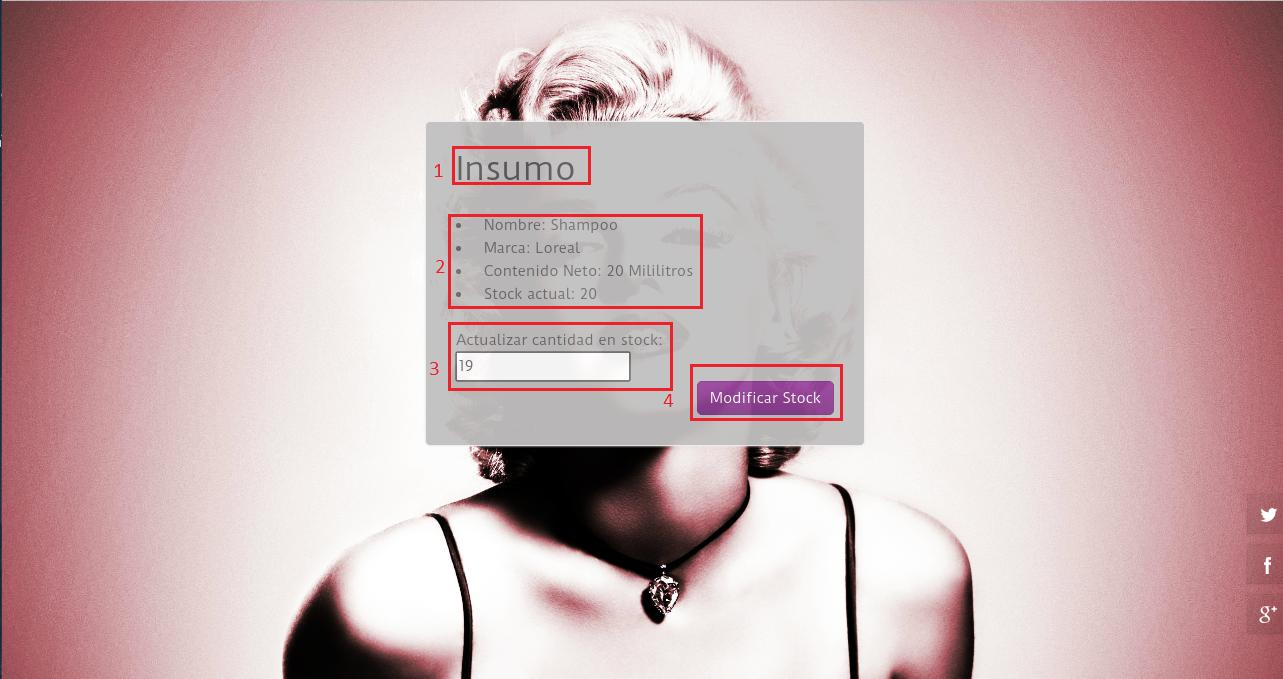 1
Insumo
2
• Nombre: Shampoo
• Marca: Loreal
• Contenido Neto: 20 Mililitros
• Stock actual: 20
3
Actualizar cantidad en stock:
19
4
Modificar Stock
f
g+